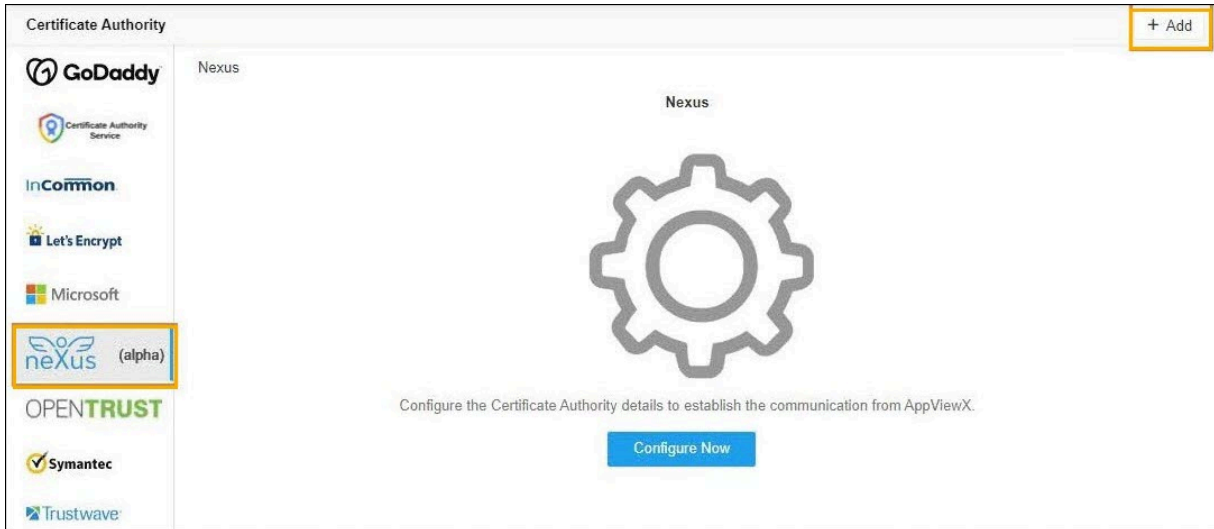 Certificate Authority
+ Add
GoDaddy
Certificate Authority
Service
InCommon
Let's Encrypt
Microsoft
neXus (alpha)
OPENTRUST
Symantec
Trustwave
Nexus
Nexus
Configure the Certificate Authority details to establish the communication from AppViewX.
Configure Now